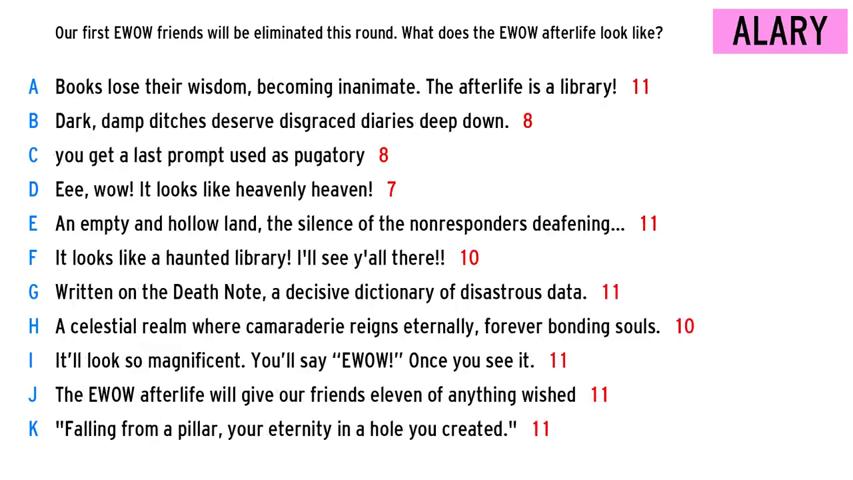 Our first EWOW friends will be eliminated this round. What does the EWOW afterlife look like?
ALARY
A Books lose their wisdom, becoming inanimate. The afterlife is a library! 11
B Dark, damp ditches deserve disgraced diaries deep down. 8
C you get a last prompt used as pugatory 8
D Eee, wow! It looks like heavenly heaven! 7
E An empty and hollow land, the silence of the nonresponders deafening... 11
F It looks like a haunted library! I'll see y'all there!! 10
G Written on the Death Note, a decisive dictionary of disastrous data. 11
H A celestial realm where camaraderie reigns eternally, forever bonding souls. 10
I It’ll look so magnificent. You’ll say “EWOW!” Once you see it. 11
J The EWOW afterlife will give our friends eleven of anything wished 11
K "Falling from a pillar, your eternity in a hole you created." 11